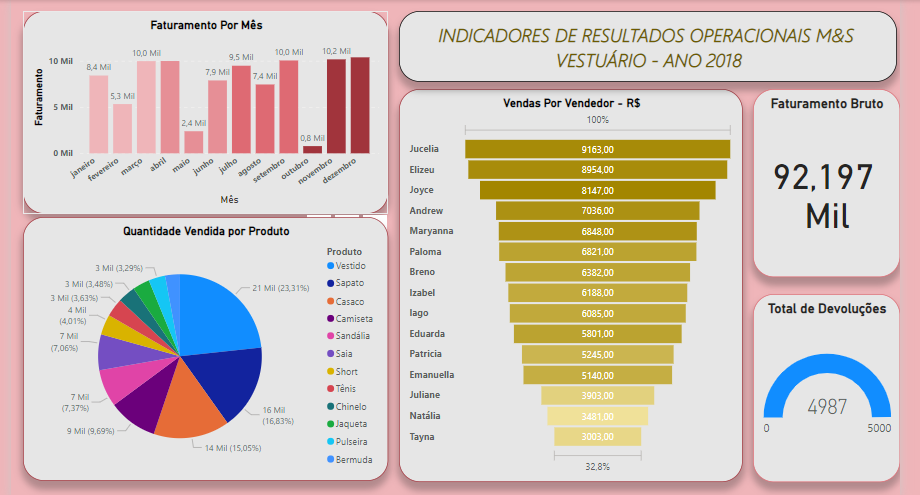 Faturamento Por Mês
Faturamento
10 Mil
5 Mil
0 Mil
8,4 Mil
5,3 Mil
10,0 Mil
2,4 Mil
7,9 Mil
9,5 Mil
7,4 Mil
10,0 Mil
0,8 Mil
10,2 Mil
janeiro
fevereiro
março
abril
maio
junho
julho
agosto
setembro
outubro
novembro
dezembro
Mês
INDICADORES DE RESULTADOS OPERACIONAIS M&S
VESTUÁRIO - ANO 2018
Quantidade Vendida por Produto
21 Mil (23,31%)
16 Mil
(16,83%)
14 Mil (15,05%)
9 Mil (9,69%)
7 Mil
(7,37%)
7 Mil
(7,06%)
4 Mil
(4,01%)
3 Mil (3,63%)
3 Mil (3,48%)
3 Mil (3,29%)
Produto
Vestido
Sapato
Casaco
Camiseta
Sandália
Saia
Short
Tênis
Chinelo
Jaqueta
Pulseira
Bermuda
Vendas Por Vendedor - R$
100%
Jucelia 9163,00
Elizeu 8954,00
Joyce 8147,00
Andrew 7036,00
Maryanna 6848,00
Paloma 6821,00
Breno 6382,00
Izabel 6188,00
Iago 6085,00
Eduarda 5801,00
Patricia 5245,00
Emanuella 5140,00
Juliane 3903,00
Natália 3481,00
Tayna 3003,00
32,8%
Faturamento Bruto
92,197
Mil
Total de Devoluções
4987
0 5000